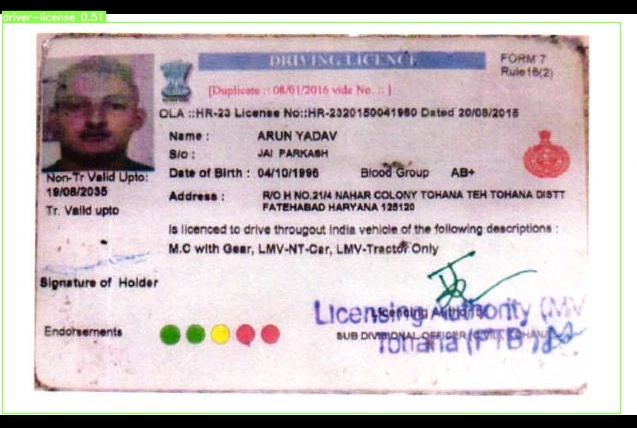 driver-license 0.51
DRIVING LICENCE
FORM 7
Rule16(2)
[Duplicate :: 08/01/2016 vide No. :: ]
OLA ::HR-23 License No::HR-2320150041980 Dated 20/08/2015
Name : ARUN YADAV
S/o : JAI PARKASH
Date of Birth : 04/10/1996 Blood Group AB+
Non-Tr Valid Upto:
19/08/2035
Tr. Valid upto
Address : R/O H NO.21/4 NAHAR COLONY TOHANA TEH TOHANA DISTT
FATEHABAD HARYANA 125120
Is licenced to drive througout India vehicle of the following descriptions :
M.C with Gear, LMV-NT-Car, LMV-Tractor Only
Signature of Holder
Licensing Authority
Licensing Authority (MV
Endorsements
SUB DIVISIONAL OFFICER
Tohana (FTB)